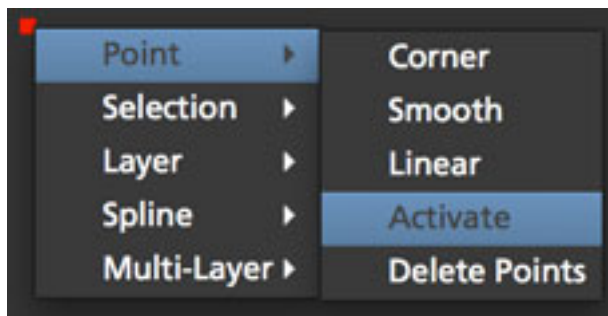 Point
Selection
Layer
Spline
Multi-Layer
Corner
Smooth
Linear
Activate
Delete Points